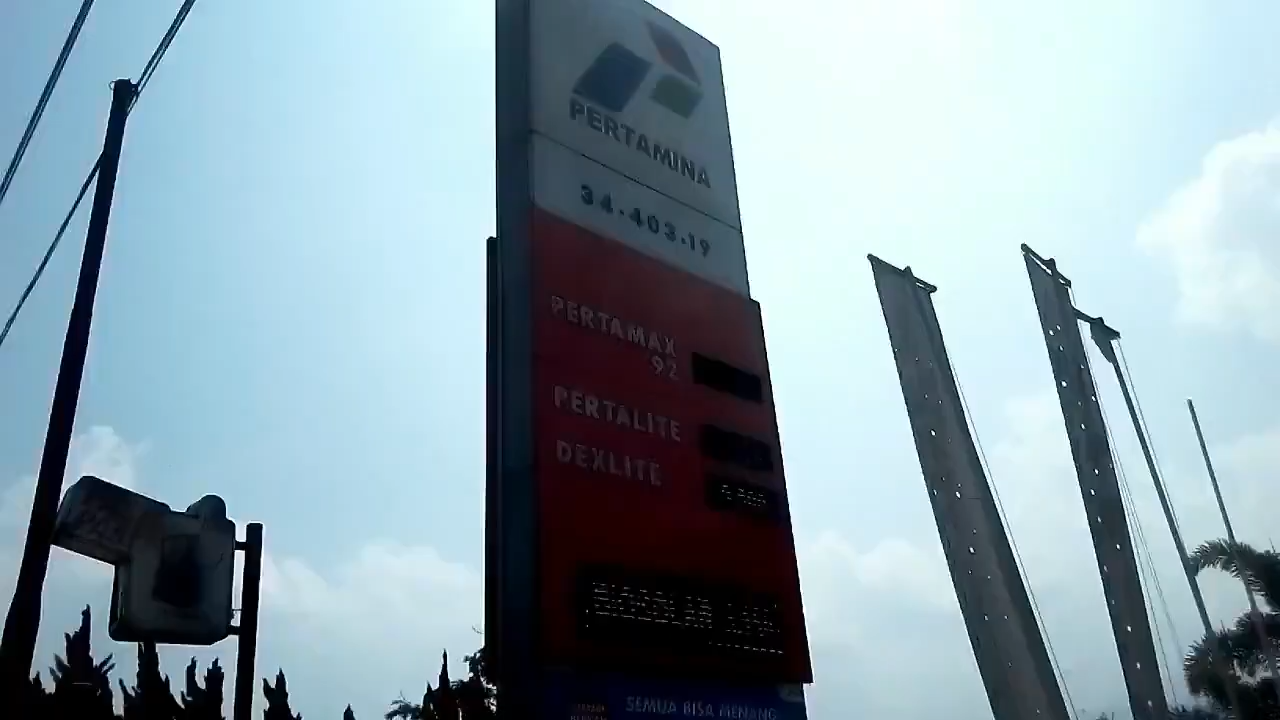 PERTAMINA
34.403.19
PERTAMAX
92
PERTALITE
DEXLITE
SEMUA BISA MENANG